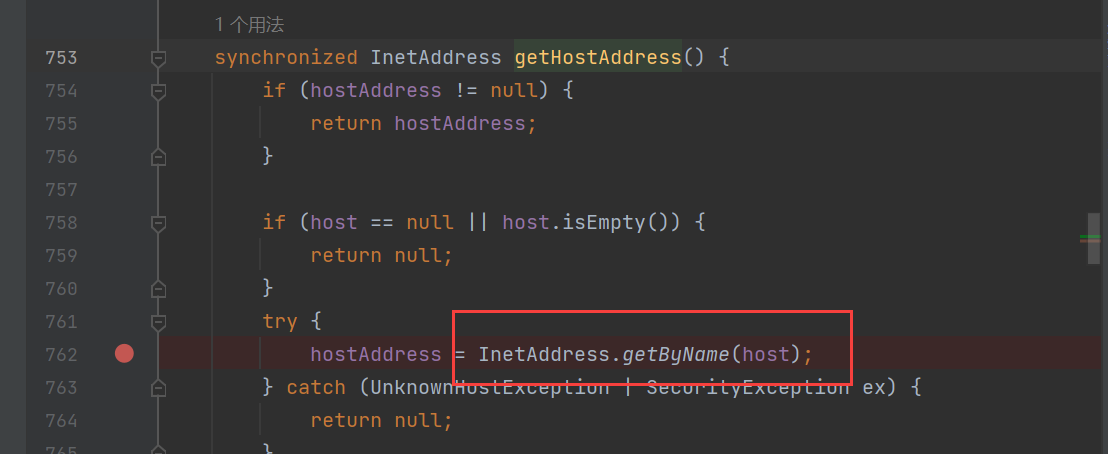 1 个用法
753 synchronized InetAddress getHostAddress() {
754 if (hostAddress != null) {
755 return hostAddress;
756 }
757
758 if (host == null || host.isEmpty()) {
759 return null;
760 }
761 try {
762 hostAddress = InetAddress.getByName(host);
763 } catch (UnknownHostException | SecurityException ex) {
764 return null;
765 }